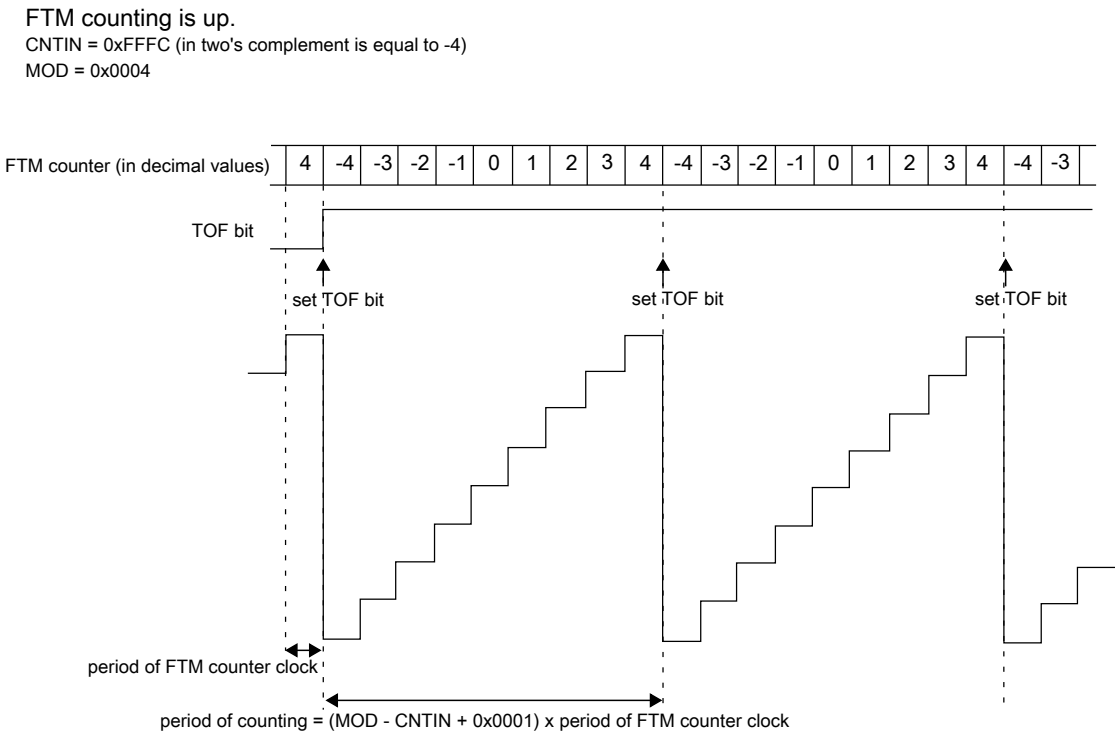 FTM counting is up.
CNTIN = 0xFFFC (in two's complement is equal to -4)
MOD = 0x0004
FTM counter (in decimal values) 4 -4 -3 -2 -1 0 1 2 3 4 -4 -3 -2 -1 0 1 2 3 4 -4 -3
TOF bit
set TOF bit set TOF bit set TOF bit
period of FTM counter clock
period of counting = (MOD - CNTIN + 0x0001) x period of FTM counter clock